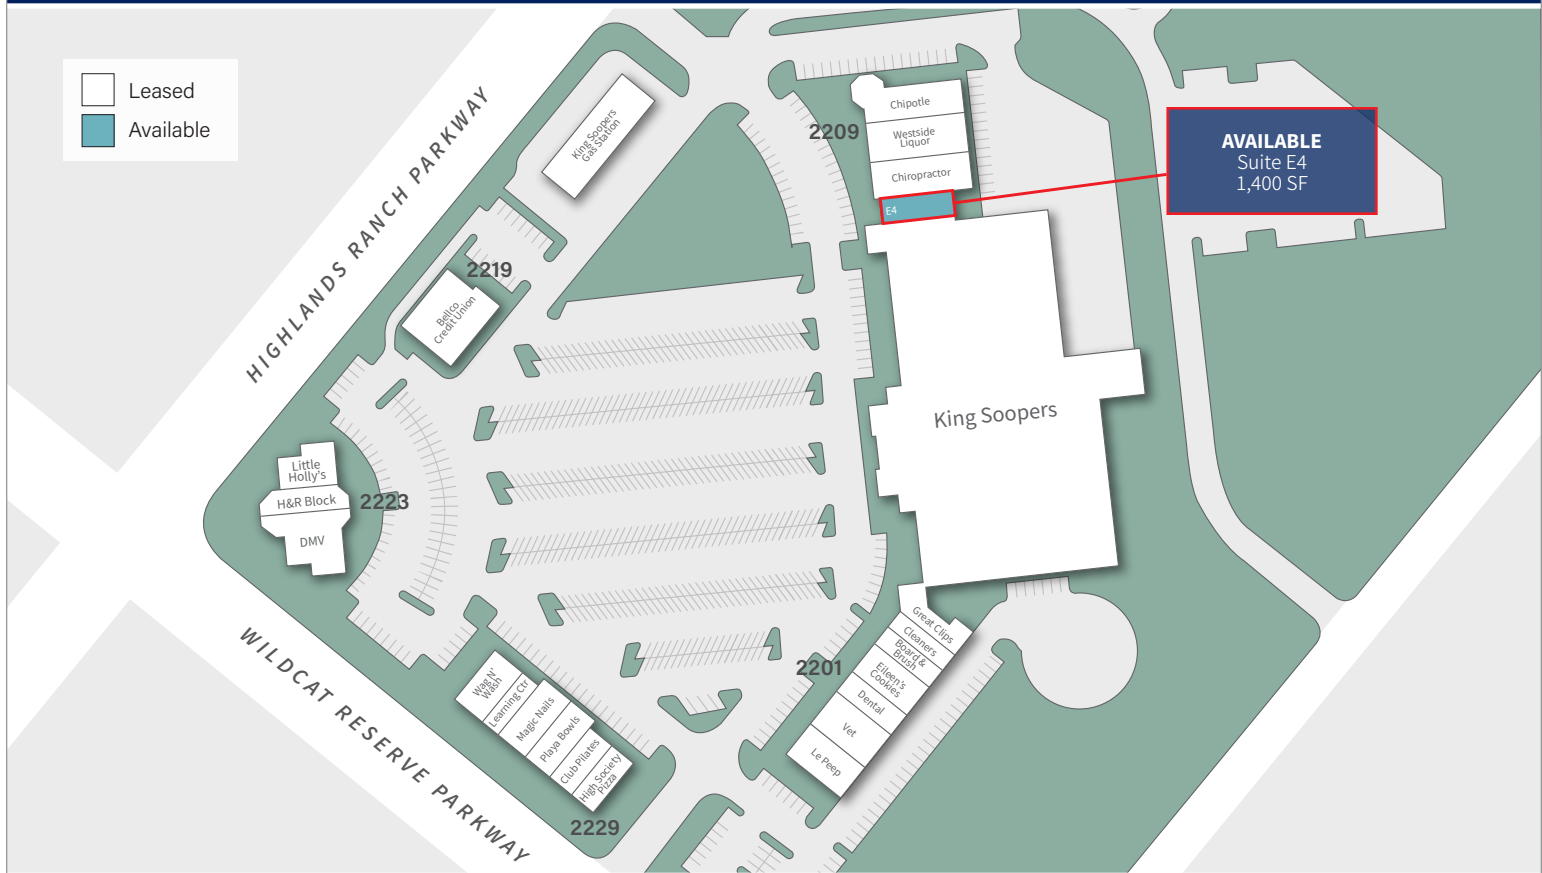 Leased
Available
HIGHLANDS RANCH PARKWAY
WILDCAT RESERVE PARKWAY
King Soopers
Gas Station
2219
Bellco
Credit Union
2223
Little
Holly's
H&R Block
DMV
2209
Chipotle
Westside
Liquor
Chiropractor
E4
AVAILABLE
Suite E4
1,400 SF
King Soopers
2201
Great Clips
Cleaners
Board &
Brush
Eileen's
Cookies
Dental
Vet
Le Peep
Wag N'
Wash
Learning Ctr
Magic Nails
Playa Bowls
Club Pilates
High Society
Pizza
2229